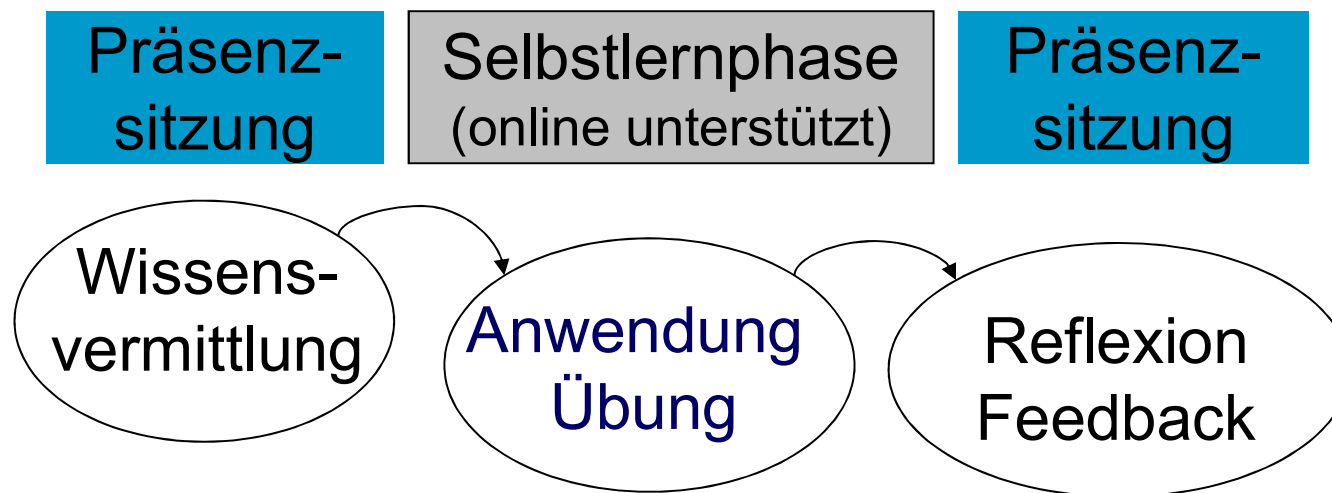 Präsenz-
sitzung
Selbstlernphase
(online unterstützt)
Präsenz-
sitzung
Wissens-
vermittlung
Anwendung
Übung
Reflexion
Feedback